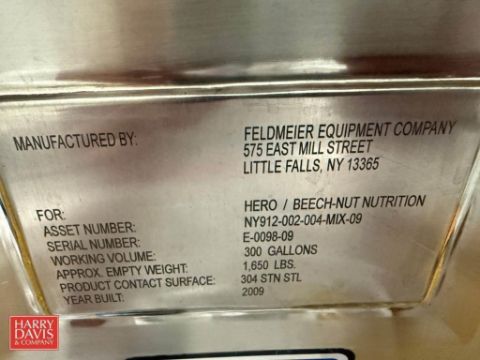 MANUFACTURED BY: FELDMEIER EQUIPMENT COMPANY
575 EAST MILL STREET
LITTLE FALLS, NY 13365
FOR: HERO / BEECH-NUT NUTRITION
ASSET NUMBER: NY912-002-004-MIX-09
SERIAL NUMBER: E-0098-09
WORKING VOLUME: 300 GALLONS
APPROX. EMPTY WEIGHT: 1,650 LBS.
PRODUCT CONTACT SURFACE: 304 STN STL
YEAR BUILT: 2009
HARRY
DAVIS
& COMPANY